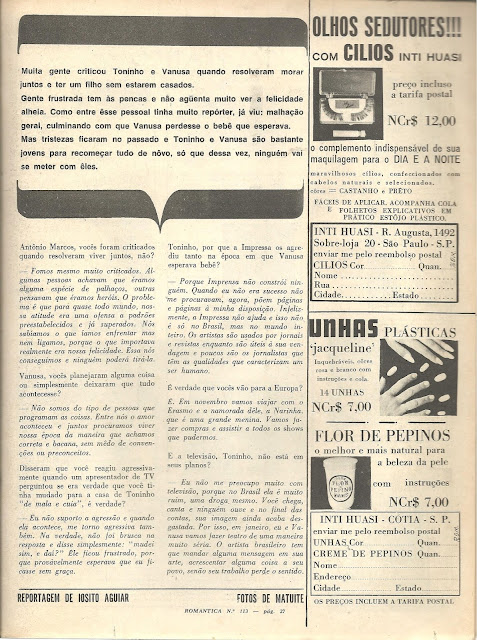 Muita gente criticou Toninho e Vanusa quando resolveram morar
juntos e ter um filho sem estarem casados.
Gente frustrada tem às pencas e não agüenta muito ver a felicidade
alheia. Como entre êsse pessoal tinha muito repórter, já viu: malhação
geral, culminando com que Vanusa perdesse o bebê que esperava.
Mas tristezas ficaram no passado e Toninho e Vanusa são bastante
jovens para recomeçar tudo de nôvo, só que dessa vez, ninguém vai
se meter com êles.
Antônio Marcos, vocês foram criticados
quando resolveram viver juntos, não?
— Fomos mesmo muito criticados. Al-
gumas pessoas achavam que éramos
alguma espécie de palhaços, outras
pensavam que éramos heróis. O proble-
ma é que para quase todo mundo, nos-
sa atitude era uma ofensa a padrões
preestabelecidos e já superados. Nós
sabíamos o que íamos enfrentar mas
nem ligamos, porque o que importava
realmente era nossa felicidade. Essa nós
conseguimos e ninguém poderá tirá-la.
Vanusa, vocês planejaram alguma coisa
ou simplesmente deixaram que tudo
acontecesse?
— Não somos do tipo de pessoas que
programam as coisas. Entre nós o amor
aconteceu e juntos procuramos viver
nossa época da maneira que achamos
correta e bacana, sem mêdo de conven-
ções ou preconceitos.
Disseram que você reagiu agressiva-
mente quando um apresentador de TV
perguntou se era verdade que você ti-
nha mudado para a casa de Toninho
"de mala e cuia", é verdade?
— Eu não suporto a agressão e quando
ela acontece, me torno agressiva tam-
bém. Na verdade, não fui brusca na
resposta e disse simplesmente: "mudei
sim, e daí?" Ele ficou frustrado, por-
que provàvelmente esperava que eu fi-
casse sem graça.
Toninho, por que a Impressa os agre-
diu tanto na época em que Vanusa
esperava bebê?
— Porque Imprensa não constrói nin-
guém. Quando eu não era sucesso não
me procuravam, agora, põem páginas
e páginas à minha disposição. Infeliz-
mente, a Imprensa não ajuda e isso não
é só no Brasil, mas no mundo in-
teiro. Os artistas são usados por jornais
e revistas enquanto são úteis à sua ven-
dagem e poucos são os jornalistas que
têm as qualidades que caracterizam um
ser humano.
É verdade que vocês vão para a Europa?
— E. Em novembro vamos viajar com o
Erasmo e a namorada dêle, a Narinha,
que é uma grande menina. Vamos fa-
zer compras e assistir a todos os shows
que pudermos.
E a televisão, Toninho, não está em
seus planos?
— Eu não me preocupo muito com
televisão, porque no Brasil ela é muito
ruim, uma droga mesmo. Você chega,
canta e ninguém ouve e no final das
contas, sua imagem ainda acaba des-
gastada. Por isso, em janeiro, eu e Va-
nusa vamos fazer teatro de uma maneira
muito séria. O artista brasileiro tem
que mandar alguma mensagem em sua
arte, acrescentar alguma coisa a seu
povo, senão seu trabalho perde o sentido.
REPORTAGEM DE IOSITO AGUIAR
FOTOS DE MATUITE
ROMANTICA N.º 113 — pág. 27
OLHOS SEDUTORES!!!
COM CILIOS INTI HUASI
preço incluso
a tarifa postal
NCr$ 12,00
o complemento indispensável de sua
maquilagem para o DIA E A NOITE
maravilhosos cílios, confeccionados com
cabelos naturais e selecionados.
côres = CASTANHO e PRÊTO
FÁCEIS DE APLICAR, ACOMPANHA COLA
E FOLHETOS EXPLICATIVOS EM
PRÁTICO ESTÔJO PLÁSTICO.
INTI HUASI - R. Augusta, 1492
Sobre-loja 20 - São Paulo - S.P.
enviar me pelo reembolso postal
CILIOS Cor Quan.
Nome
Rua
Cidade Estado
UNHAS PLÁSTICAS
'jacqueline'
Laqueháveis, côres
rosa e branco com
instruções e cola.
14 UNHAS
NCr$ 7,00
FLOR DE PEPINOS
o melhor e mais natural para
a beleza da pele
com instruções
NCr$ 7,00
FLOR
PEPINO
INTI HUASI - COTIA - S. P.
enviar me pelo reembolso postal
UNHAS Cor Quan.
CREME DE PEPINOS Quan.
Nome
Endereço
Cidade Estado
OS PREÇOS INCLUEM A TARIFA POSTAL